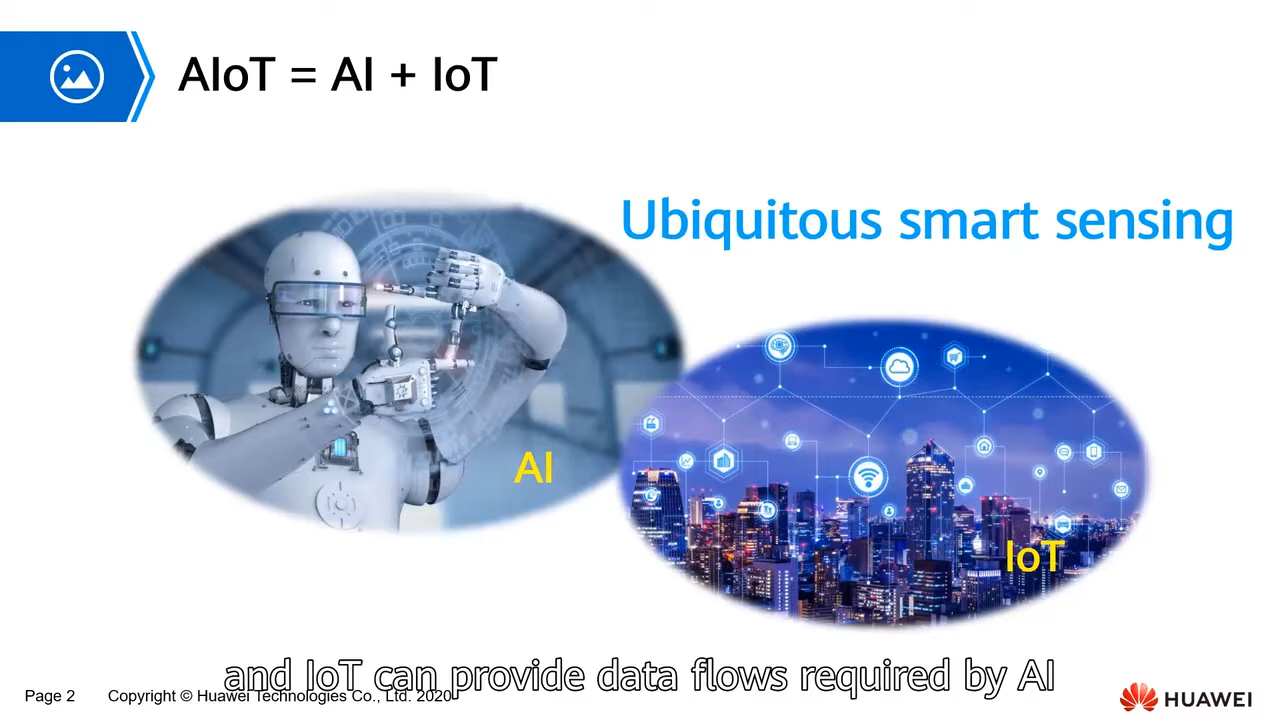 AIoT = AI + IoT
Ubiquitous smart sensing
AI
IoT
and IoT can provide data flows required by AI
Page 2
Copyright © Huawei Technologies Co., Ltd. 2020
HUAWEI